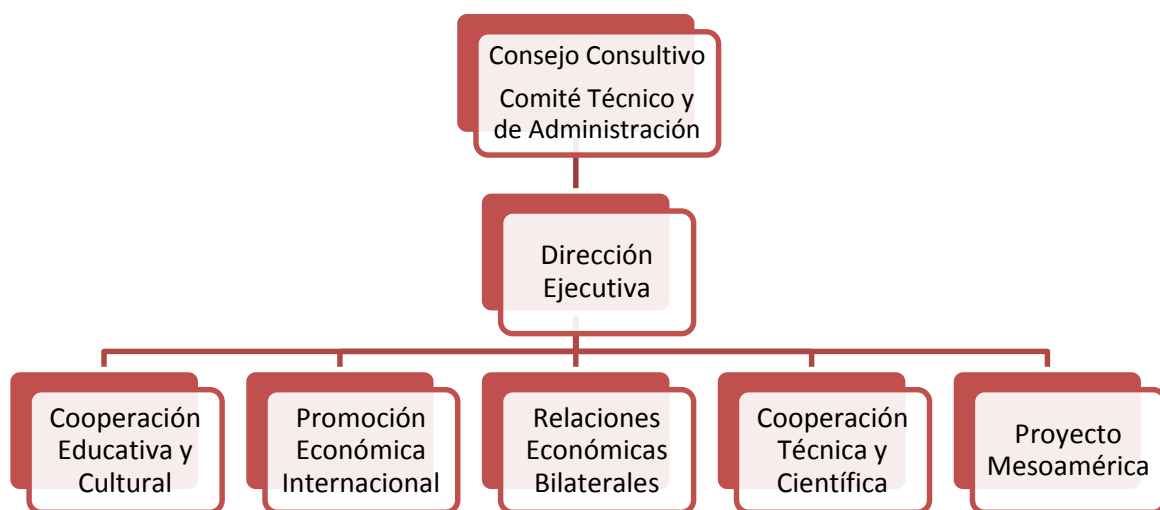 Consejo Consultivo
Comité Técnico y
de Administración
Dirección
Ejecutiva
Cooperación
Educativa y
Cultural
Promoción
Económica
Internacional
Relaciones
Económicas
Bilaterales
Cooperación
Técnica y
Científica
Proyecto
Mesoamérica